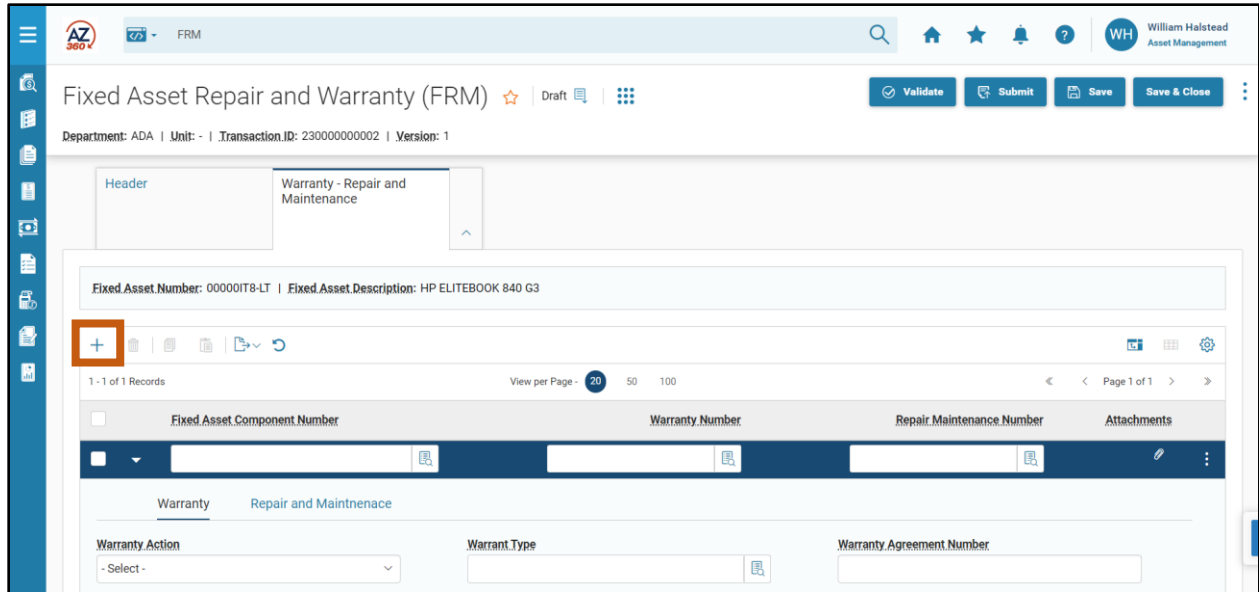 AZ
360
FRM
WH
William Halstead
Asset Management
Fixed Asset Repair and Warranty (FRM)
Draft
Validate
Submit
Save
Save & Close
Department: ADA | Unit: - | Transaction ID: 230000000002 | Version: 1
Header
Warranty - Repair and
Maintenance
Fixed Asset Number: 00000IT8-LT | Fixed Asset Description: HP ELITEBOOK 840 G3
1 - 1 of 1 Records
View per Page - 20 50 100
Page 1 of 1
Fixed Asset Component Number
Warranty Number
Repair Maintenance Number
Attachments
Warranty
Repair and Maintnenace
Warranty Action
Warrant Type
Warranty Agreement Number
- Select -